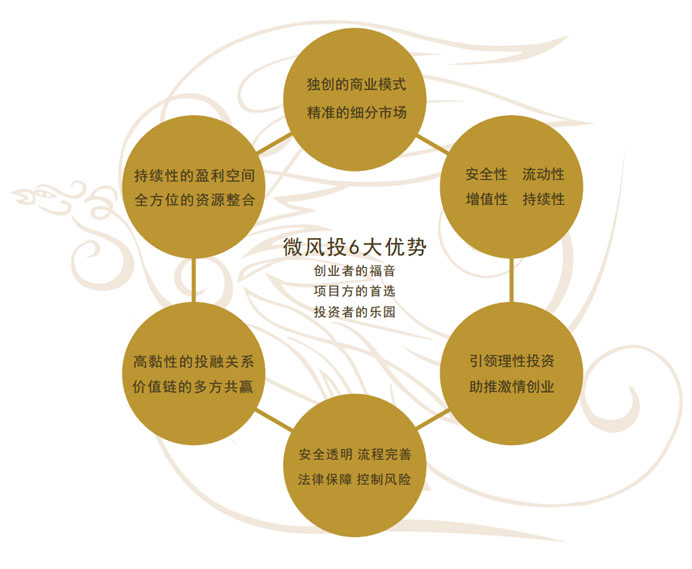 独创的商业模式
精准的细分市场
持续性的盈利空间
全方位的资源整合
安全性 流动性
增值性 持续性
微风投6大优势
创业者的福音
项目方的首选
投资者的乐园
高黏性的投融关系
价值链的多方共赢
引领理性投资
助推激情创业
安全透明 流程完善
法律保障 控制风险